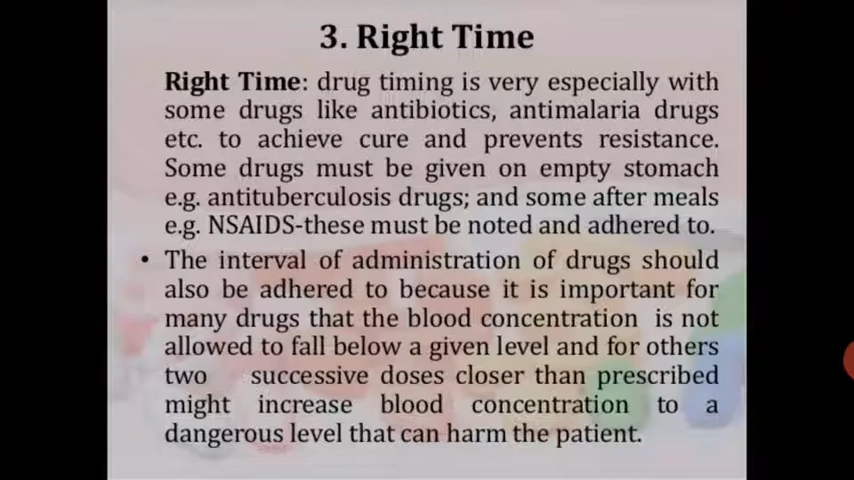 3. Right Time
Right Time: drug timing is very especially with
some drugs like antibiotics, antimalaria drugs
etc. to achieve cure and prevents resistance.
Some drugs must be given on empty stomach
e.g. antituberculosis drugs; and some after meals
e.g. NSAIDS-these must be noted and adhered to.
• The interval of administration of drugs should
also be adhered to because it is important for
many drugs that the blood concentration is not
allowed to fall below a given level and for others
two successive doses closer than prescribed
might increase blood concentration to a
dangerous level that can harm the patient.